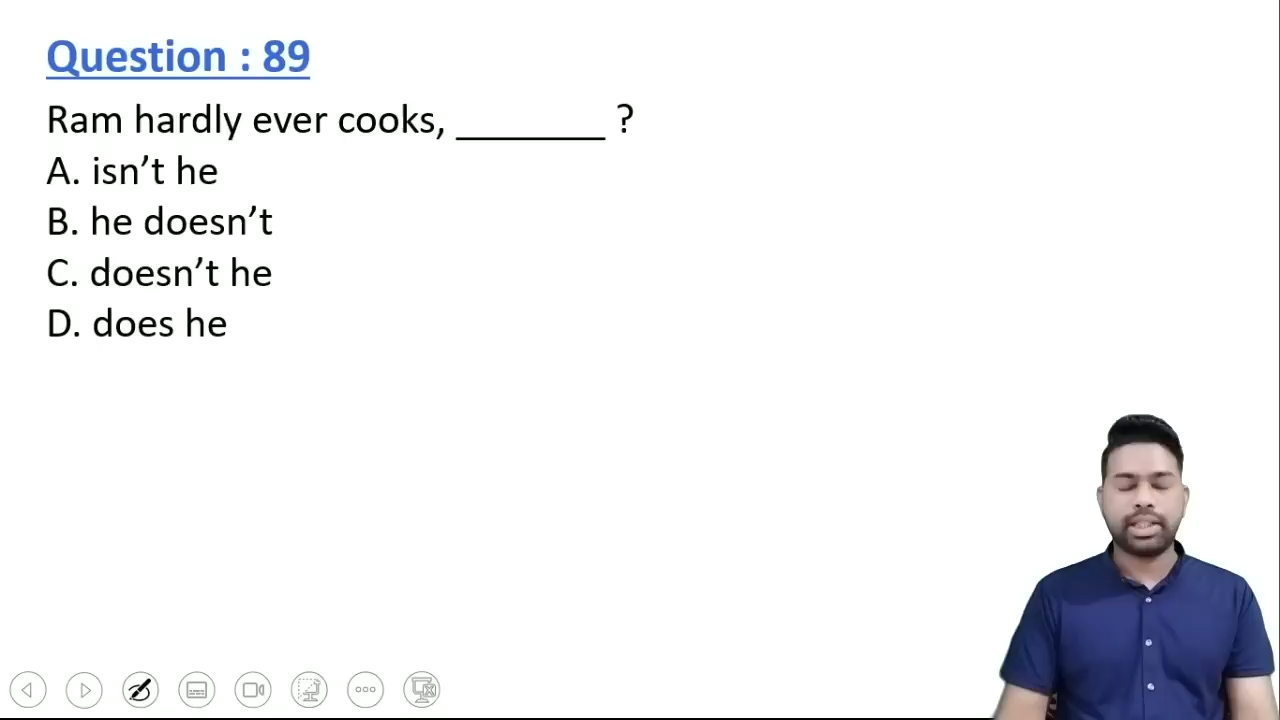 Question : 89
Ram hardly ever cooks, ________ ?
A. isn’t he
B. he doesn’t
C. doesn’t he
D. does he